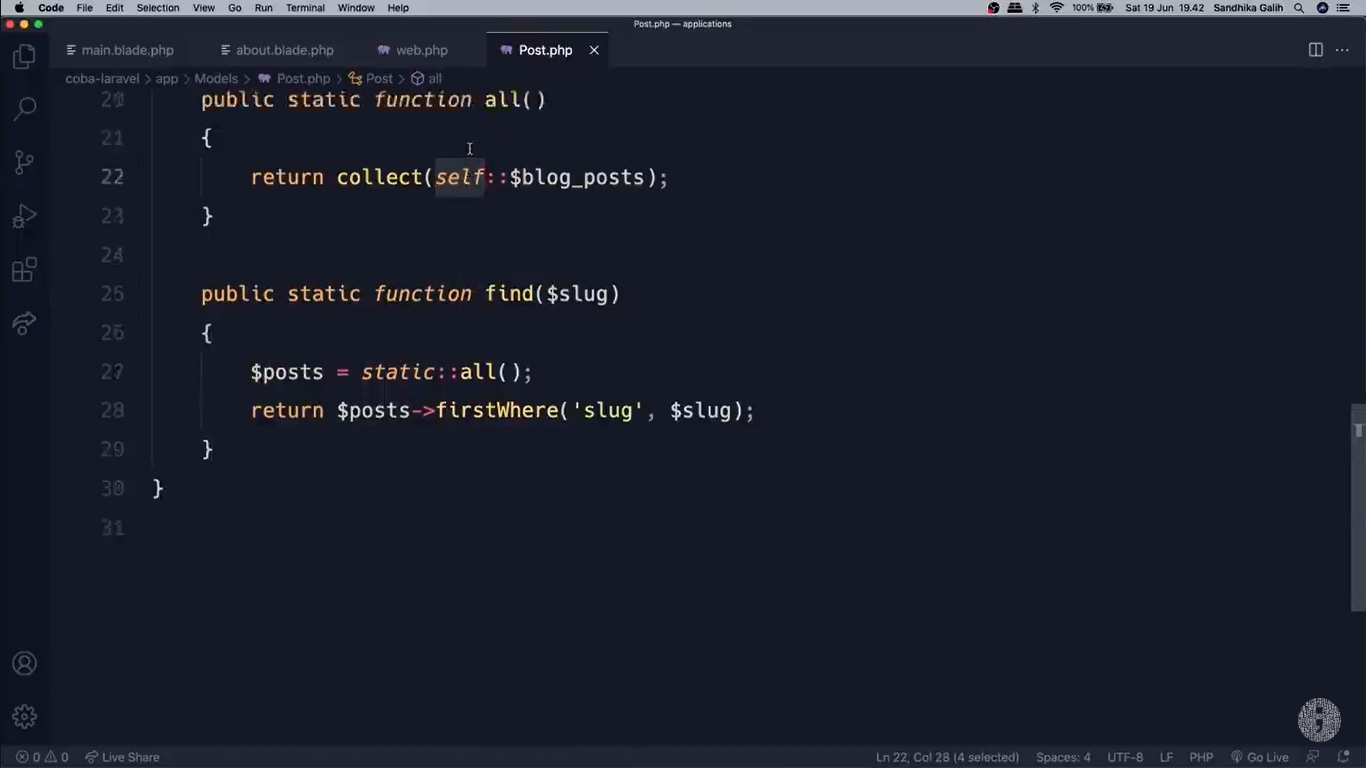 Code File Edit Selection View Go Run Terminal Window Help 100% Sat 19 Jun 19.42 Sandhika Galih
Post.php — applications
main.blade.php about.blade.php web.php Post.php
coba-laravel > app > Models > Post.php > Post > all
20 public static function all()
21 {
22 return collect(self::$blog_posts);
23 }
24
25 public static function find($slug)
26 {
27 $posts = static::all();
28 return $posts->firstWhere('slug', $slug);
29 }
30 }
31
0 0 Live Share Ln 22, Col 28 (4 selected) Spaces: 4 UTF-8 LF PHP Go Live